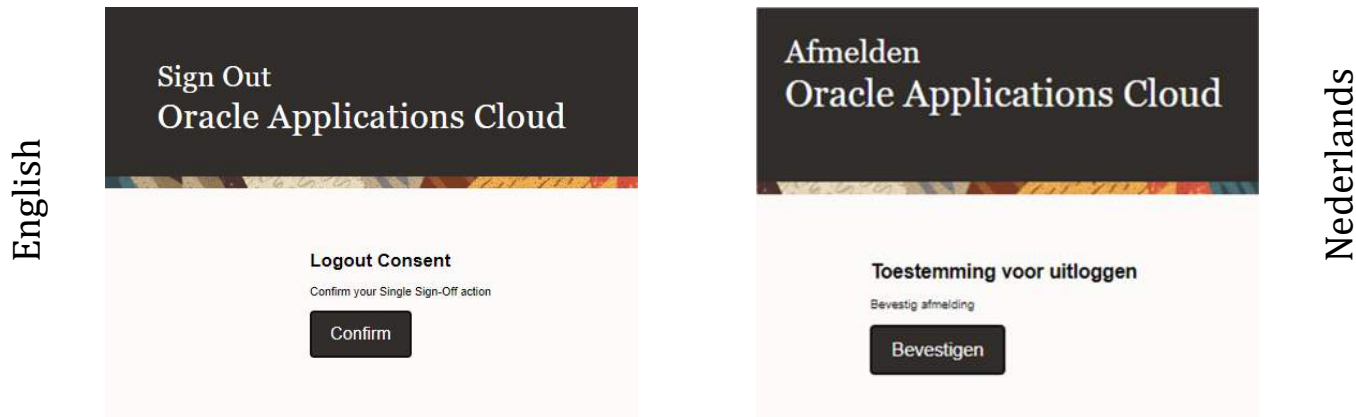 English
Sign Out
Oracle Applications Cloud
Logout Consent
Confirm your Single Sign-Off action
Confirm
Afmelden
Oracle Applications Cloud
Toestemming voor uitloggen
Bevestig afmelding
Bevestigen
Nederlands